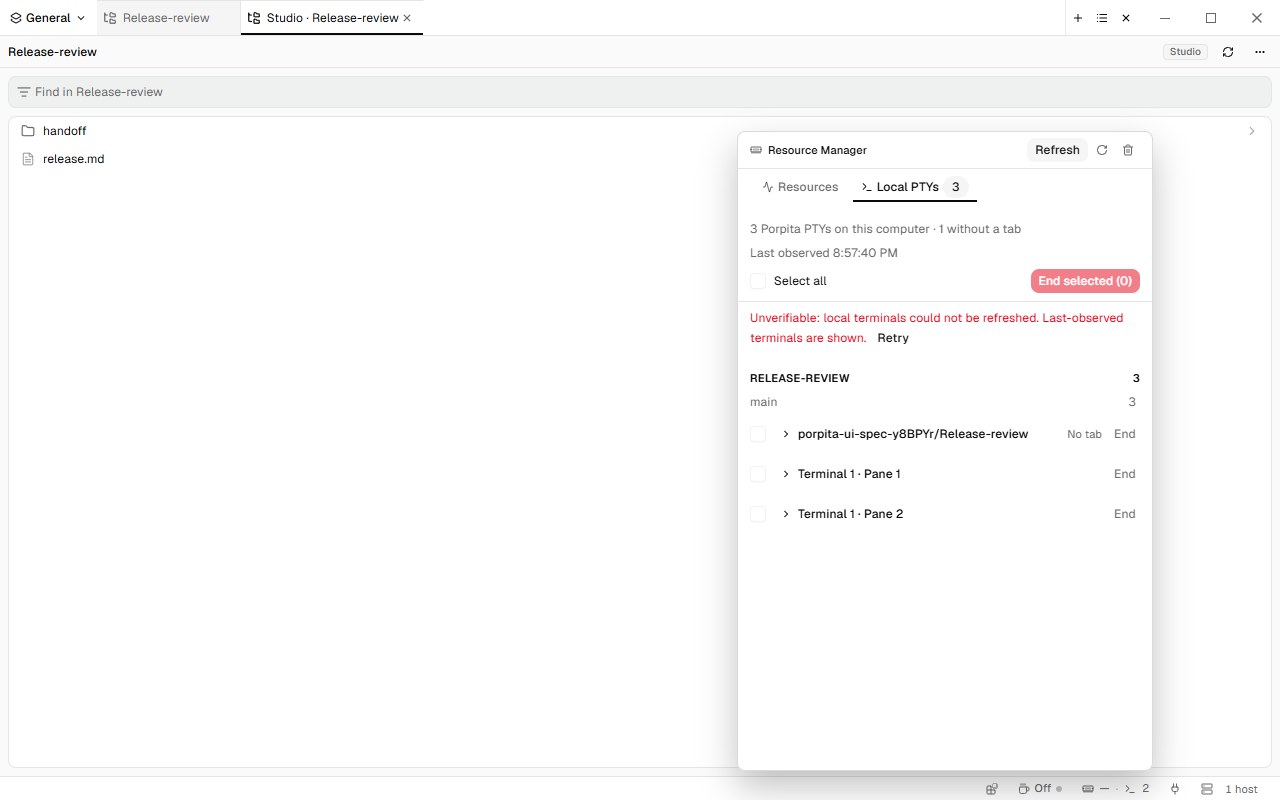 General
Release-review
Studio · Release-review
Release-review
Studio
Find in Release-review
handoff
release.md
Resource Manager
Refresh
Resources
Local PTYs 3
3 Porpita PTYs on this computer · 1 without a tab
Last observed 8:57:40 PM
Select all
End selected (0)
Unverifiable: local terminals could not be refreshed. Last-observed
terminals are shown. Retry
RELEASE-REVIEW 3
main 3
porpita-ui-spec-y8BPYr/Release-review No tab End
Terminal 1 · Pane 1 End
Terminal 1 · Pane 2 End
Off — · 2 1 host